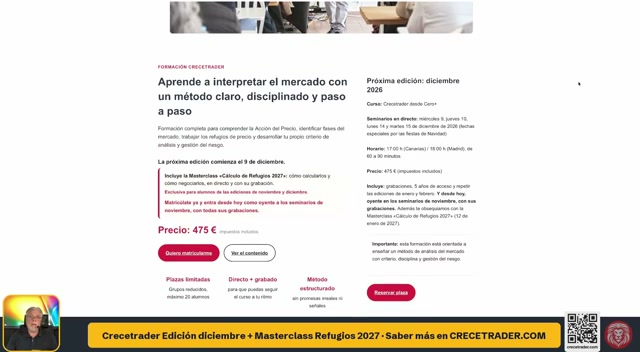 FORMACIÓN CRECETRADER
Aprende a interpretar el mercado con
un método claro, disciplinado y paso
a paso
Formación completa para comprender la Acción del Precio, identificar fases del
mercado, trabajar los refugios de precio y desarrollar tu propio criterio de
análisis y gestión del riesgo.
La próxima edición comienza el 9 de diciembre.
Incluye la Masterclass «Cálculo de Refugios 2027»: cómo calcularlos y
cómo negociarlos, en directo y con su grabación.
Exclusiva para alumnos de las ediciones de noviembre y diciembre.
Matricúlate ya y entra desde hoy como oyente a los seminarios de
noviembre, con todas sus grabaciones.
Precio: 475 € impuestos incluidos
Quiero matricularme
Ver el contenido
Plazas limitadas
Grupos reducidos,
máximo 20 alumnos
Directo + grabado
para que puedas seguir
el curso a tu ritmo
Método
estructurado
sin promesas irreales ni
señales
Próxima edición: diciembre
2026
Curso: Crecetrader desde Cero+
Seminarios en directo: miércoles 9, jueves 10,
lunes 14 y martes 15 de diciembre de 2026 (fechas
especiales por las fiestas de Navidad)
Horario: 17:00 h (Canarias) / 18:00 h (Madrid), de
60 a 90 minutos
Precio: 475 € (impuestos incluidos)
Incluye: grabaciones, 5 años de acceso y repetir
las ediciones de enero y febrero. Y desde hoy,
oyente en los seminarios de noviembre, con sus
grabaciones. Además te obsequiamos con la
Masterclass «Cálculo de Refugios 2027» (12 de
enero de 2027).
Importante: esta formación está orientada a
enseñar un método de análisis del mercado
con criterio, disciplina y gestión del riesgo.
Reservar plaza
Crecetrader Edición diciembre + Masterclass Refugios 2027 - Saber más en CRECETRADER.COM
crecetrader.com